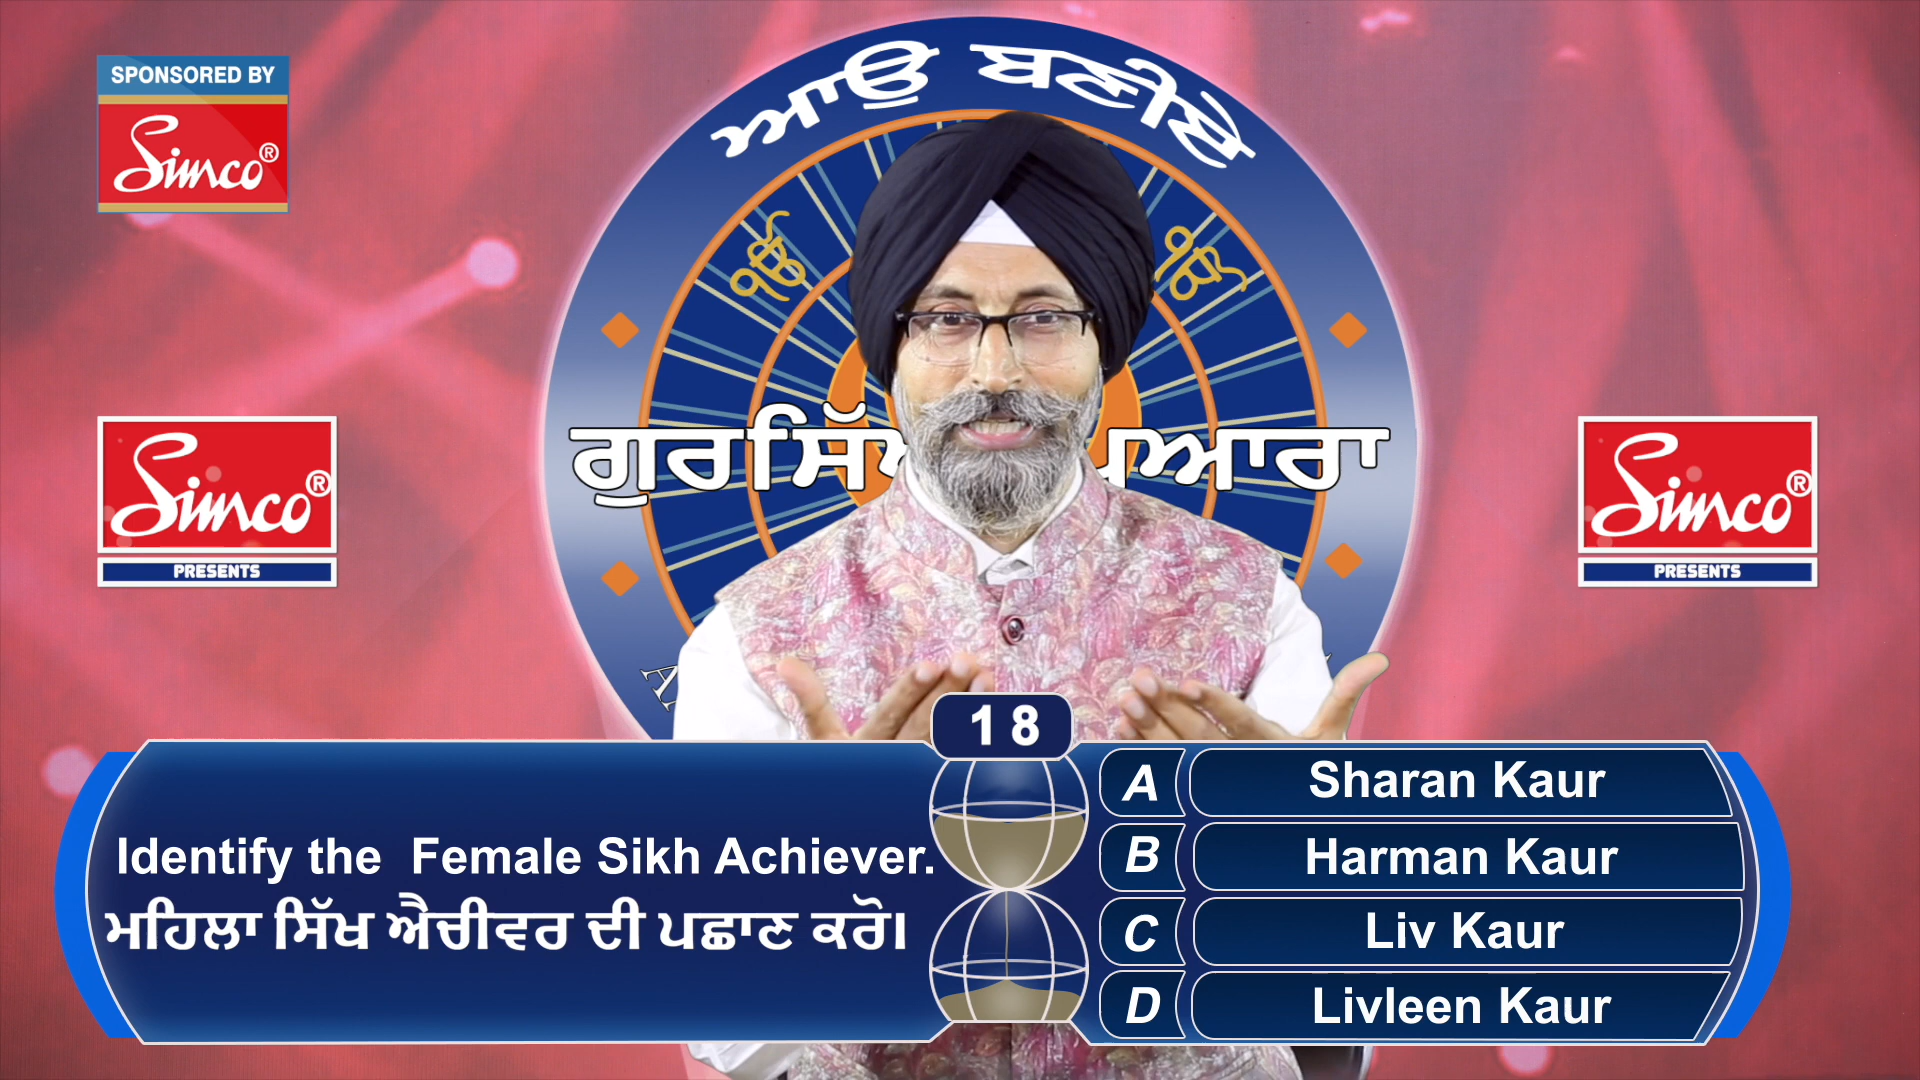 SPONSORED BY
Simco®
ਆਉ ਬਣੀਏ
ੴ
Simco®
PRESENTS
Simco®
PRESENTS
18
Identify the Female Sikh Achiever.
ਮਹਿਲਾ ਸਿੱਖ ਐਚੀਵਰ ਦੀ ਪਛਾਣ ਕਰੋ।
A Sharan Kaur
B Harman Kaur
C Liv Kaur
D Livleen Kaur